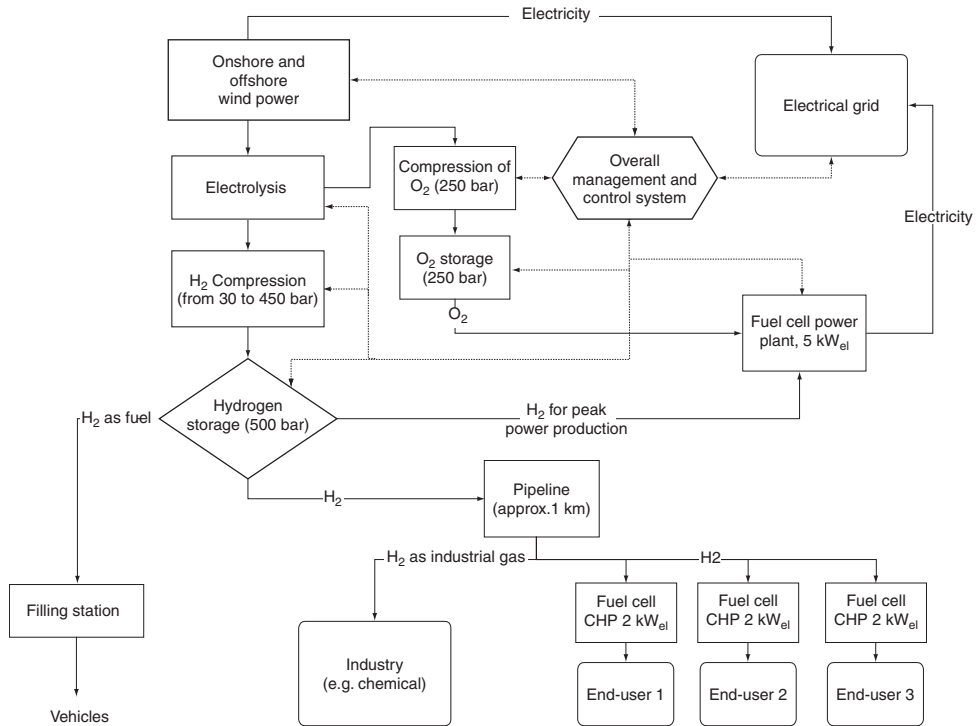 Electricity
Onshore and
offshore
wind power
Electrical grid
Electrolysis
Compression of
O₂ (250 bar)
Overall
management and
control system
Electricity
O₂ storage
(250 bar)
H₂ Compression
(from 30 to 450 bar)
O₂
Fuel cell power
plant, 5 kWₑₗ
Hydrogen
storage (500 bar)
H₂ as fuel
H₂ for peak
power production
H₂
Pipeline
(approx.1 km)
H₂ as industrial gas
H2
Filling station
Fuel cell
CHP 2 kWₑₗ
Fuel cell
CHP 2 kWₑₗ
Fuel cell
CHP 2 kWₑₗ
Industry
(e.g. chemical)
End-user 1
End-user 2
End-user 3
Vehicles